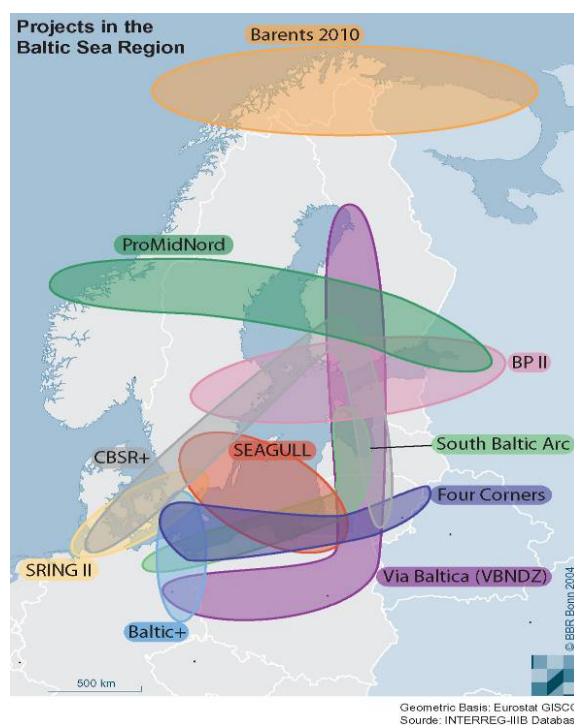 Projects in the
Baltic Sea Region
Barents 2010
ProMidNord
BP II
CBSR+
SEAGULL
South Baltic Arc
Four Corners
SRING II
Via Baltica (VBNDZ)
Baltic+
500 km
© BBR Bonn 2004
Geometric Basis: Eurostat GISCO
Sourde: INTERREG-IIIB Databan